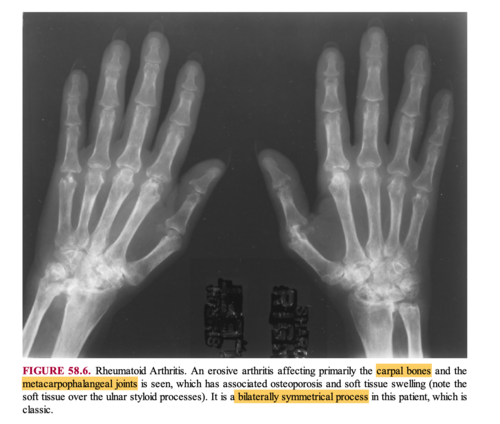 FIGURE 58.6. Rheumatoid Arthritis. An erosive arthritis affecting primarily the carpal bones and the
metacarpophalangeal joints is seen, which has associated osteoporosis and soft tissue swelling (note the
soft tissue over the ulnar styloid processes). It is a bilaterally symmetrical process in this patient, which is
classic.